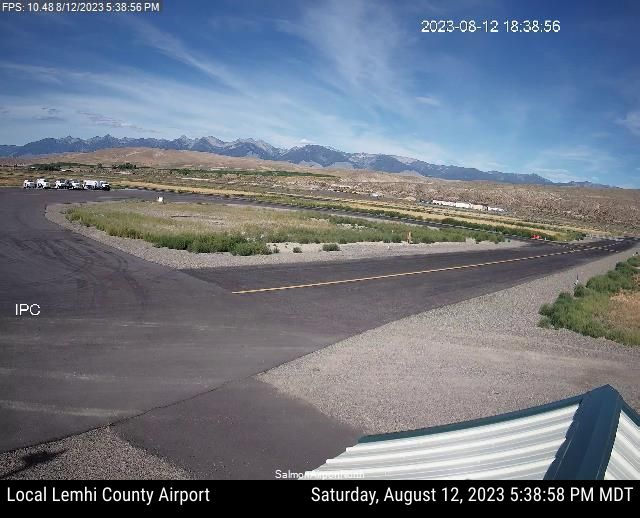 FPS: 10.48 8/12/2023 5:38:56 PM
2023-08-12 18:38:56
IPC
Local Lemhi County Airport
Saturday, August 12, 2023 5:38:58 PM MDT